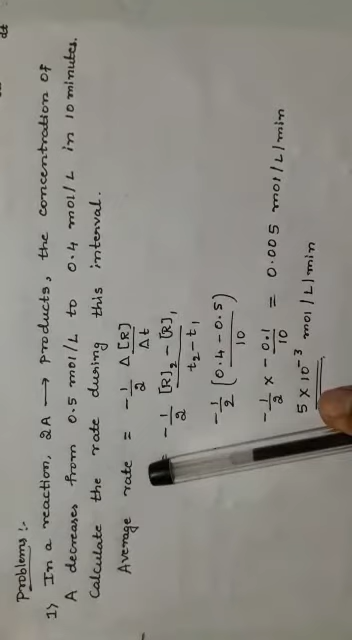 dt
Problems :-
1) In a reaction, 2A → Products, the concentration of
A decreases from 0.5 mol/L to 0.4 mol/L in 10 minutes.
Calculate the rate during this interval.
Average rate = - 1/2 Δ[R]/Δt
= - 1/2 [R]₂ - [R]₁ / t₂ - t₁
- 1/2 [0.4 - 0.5 / 10)
- 1/2 x - 0.1/10 = 0.005 mol/L/min
5 x 10⁻³ mol/L/min